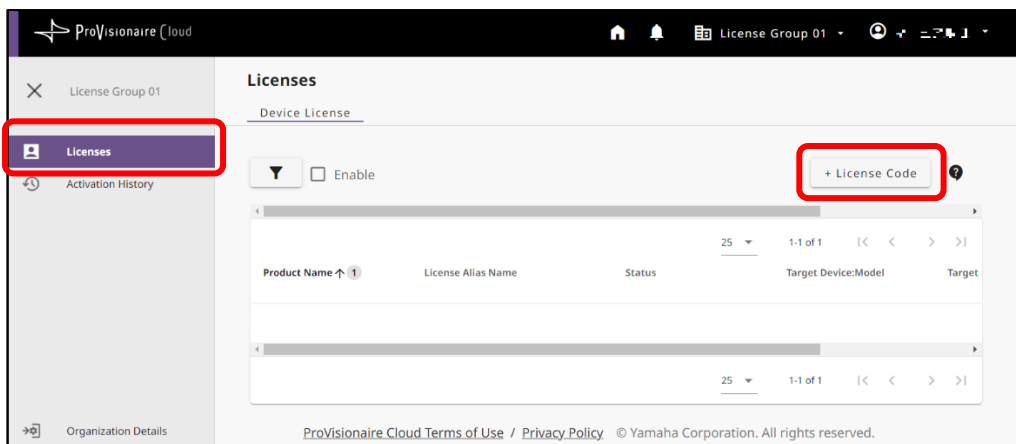 ProVisionaire Cloud
License Group 01
License Group 01
Licenses
Activation History
Organization Details
Licenses
Device License
Enable
+ License Code
25 1-1 of 1
Product Name 1 License Alias Name Status Target Device:Model Target
25 1-1 of 1
ProVisionaire Cloud Terms of Use / Privacy Policy © Yamaha Corporation. All rights reserved.